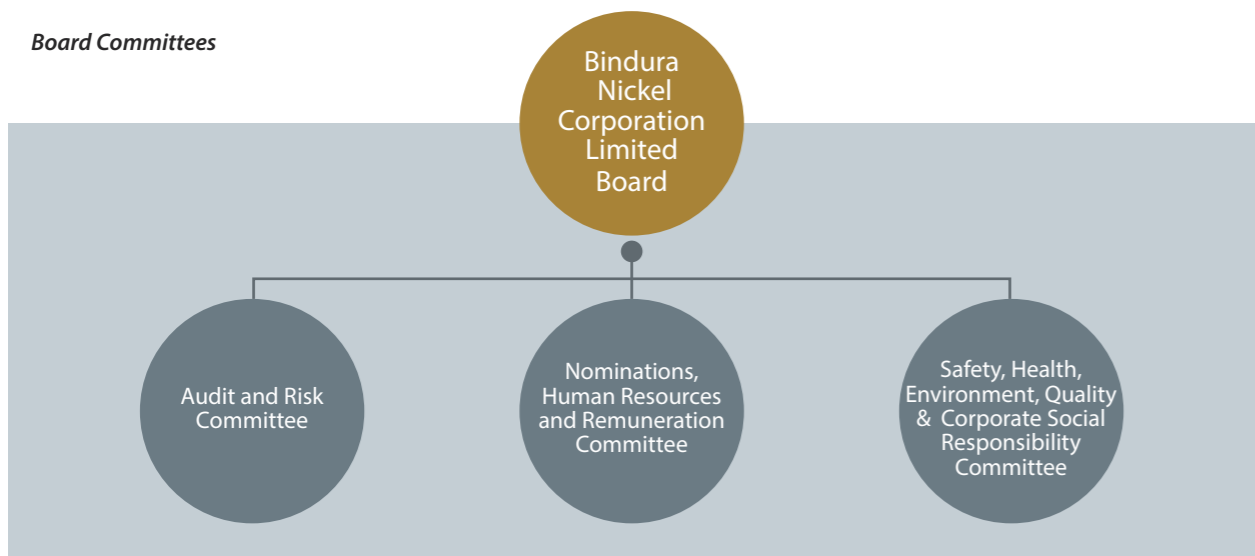 Board Committees
Bindura
Nickel
Corporation
Limited
Board
Audit and Risk
Committee
Nominations,
Human Resources
and Remuneration
Committee
Safety, Health,
Environment, Quality
& Corporate Social
Responsibility
Committee